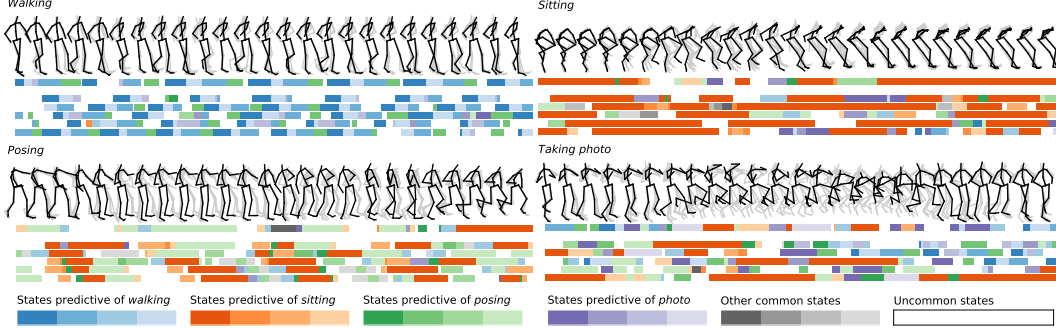 Walking
Sitting
Posing
Taking photo
States predictive of walking
States predictive of sitting
States predictive of posing
States predictive of photo
Other common states
Uncommon states